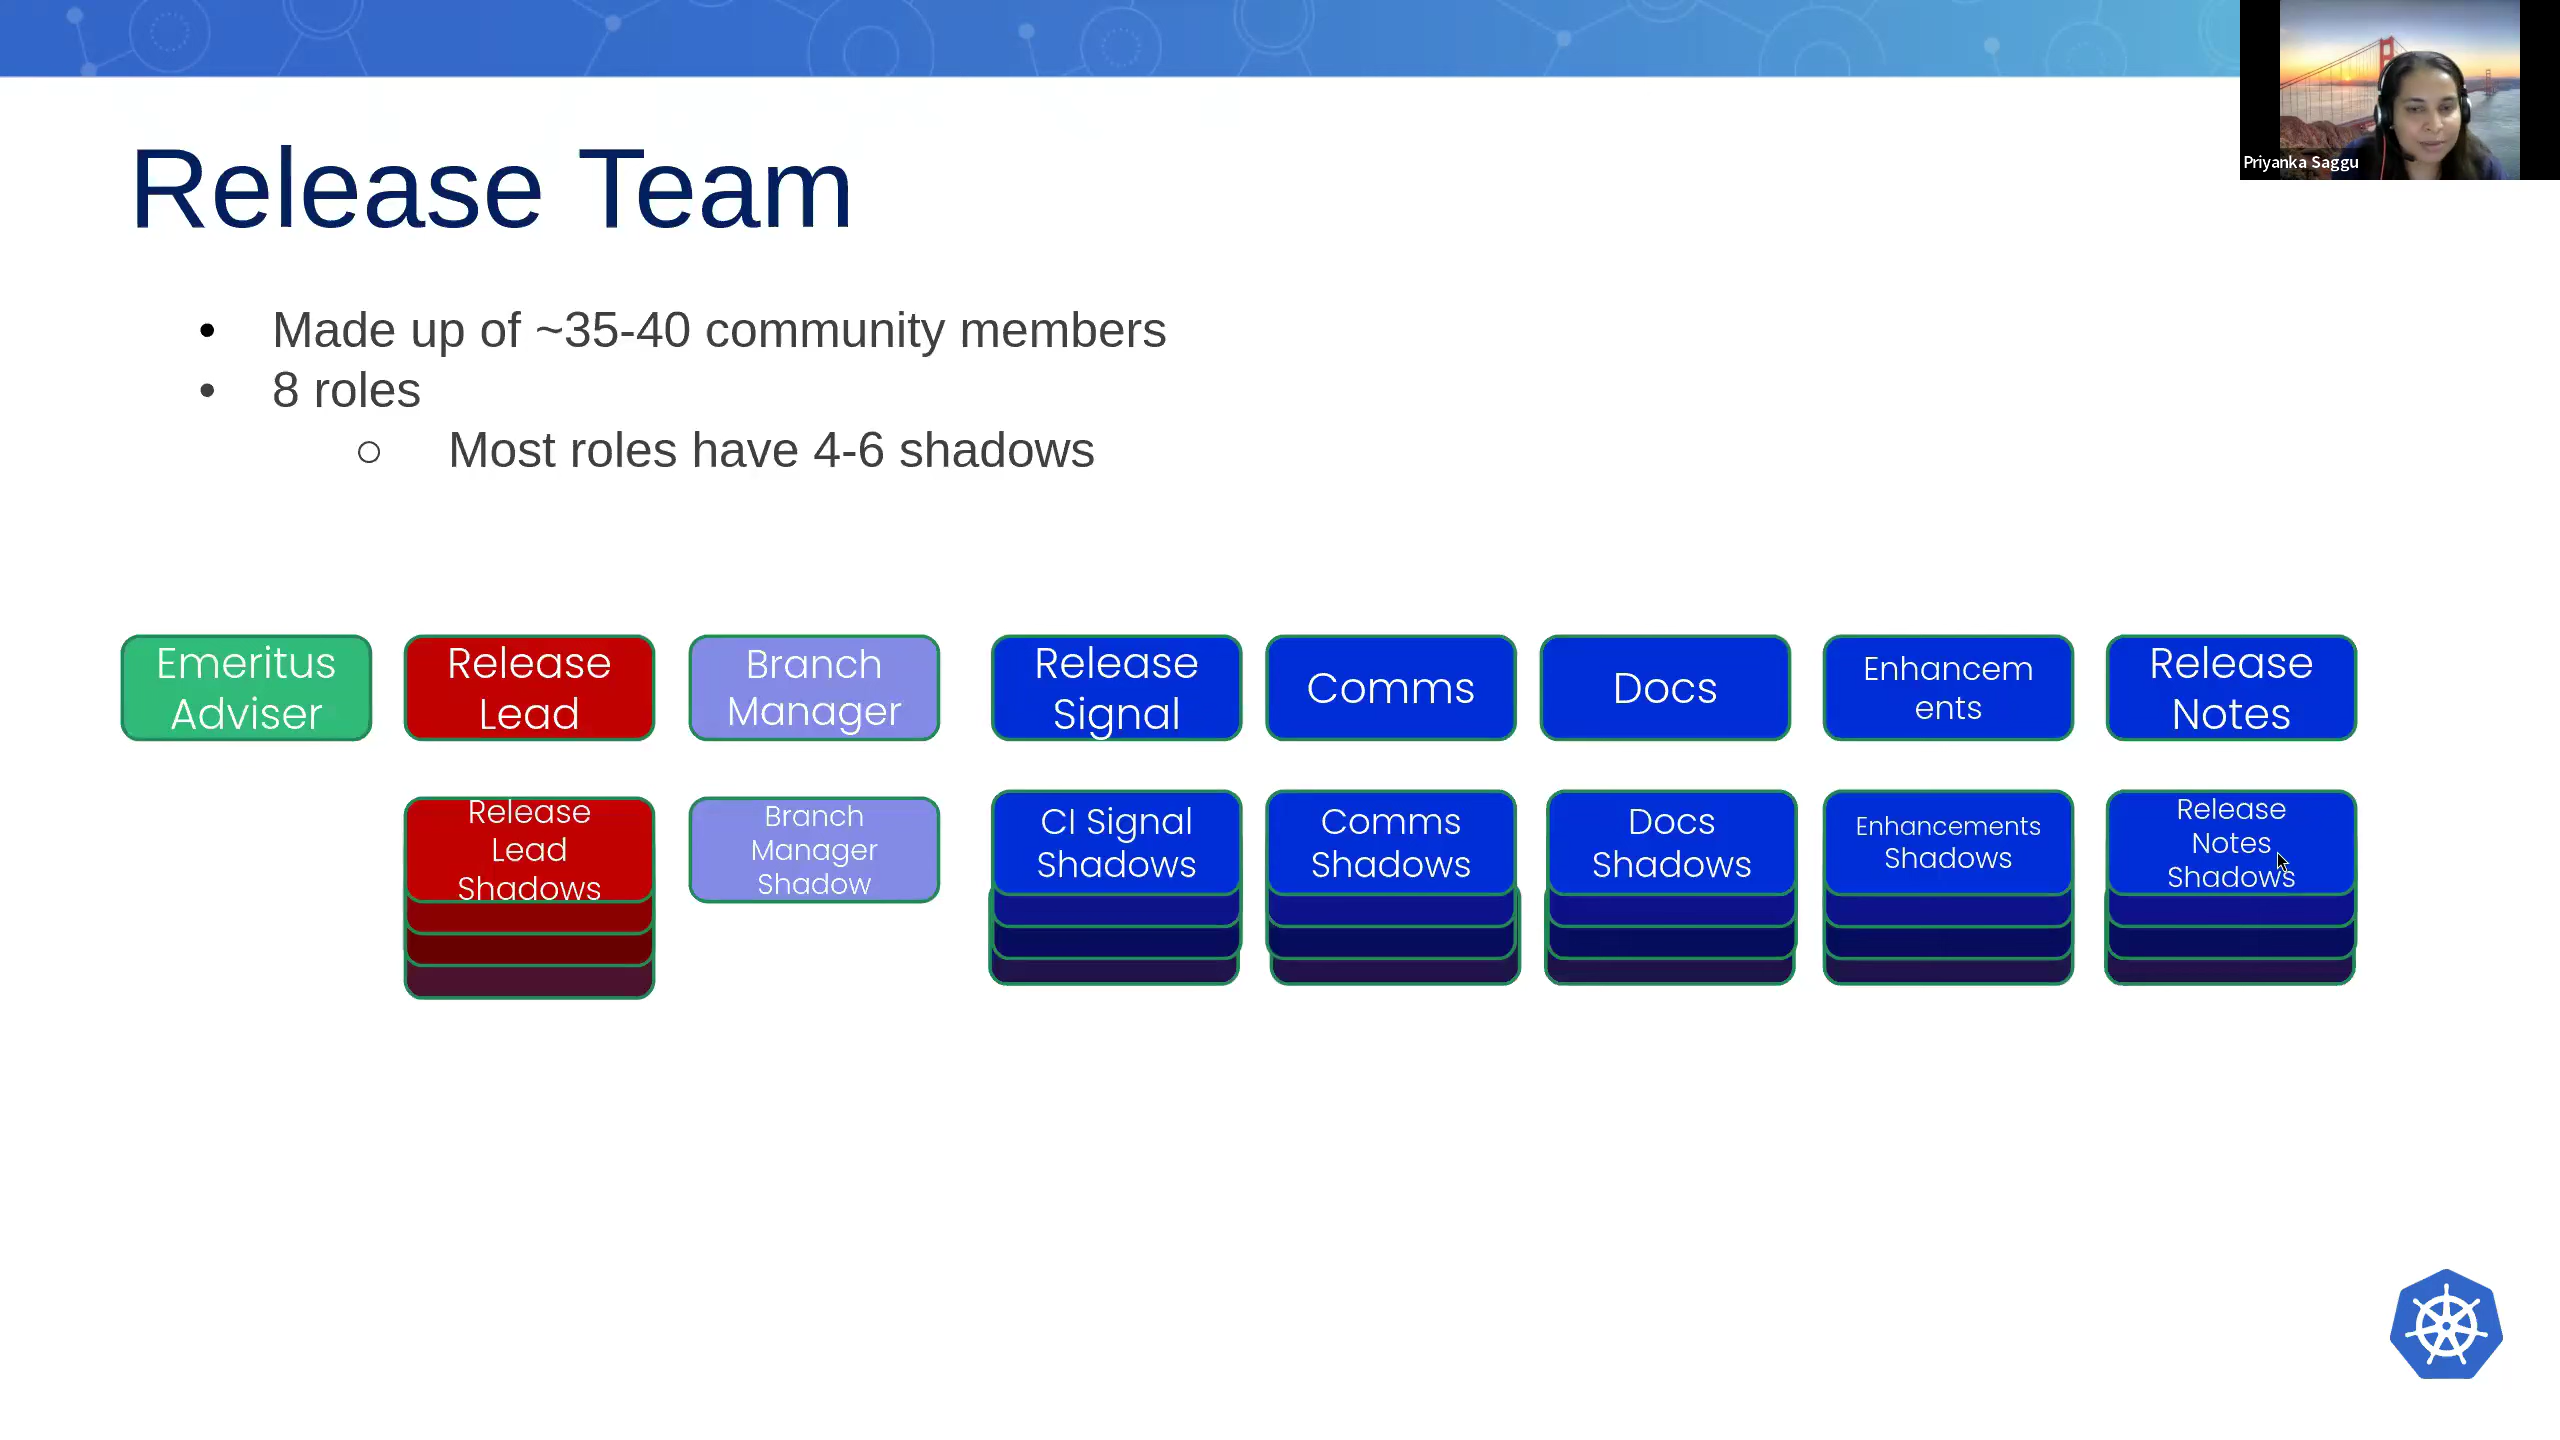 Priyanka Saggu
Release Team
• Made up of ~35-40 community members
• 8 roles
○ Most roles have 4-6 shadows
Emeritus
Adviser
Release
Lead
Branch
Manager
Release
Signal
Comms
Docs
Enhancem
ents
Release
Notes
Release
Lead
Shadows
Branch
Manager
Shadow
CI Signal
Shadows
Comms
Shadows
Docs
Shadows
Enhancements
Shadows
Release
Notes
Shadows